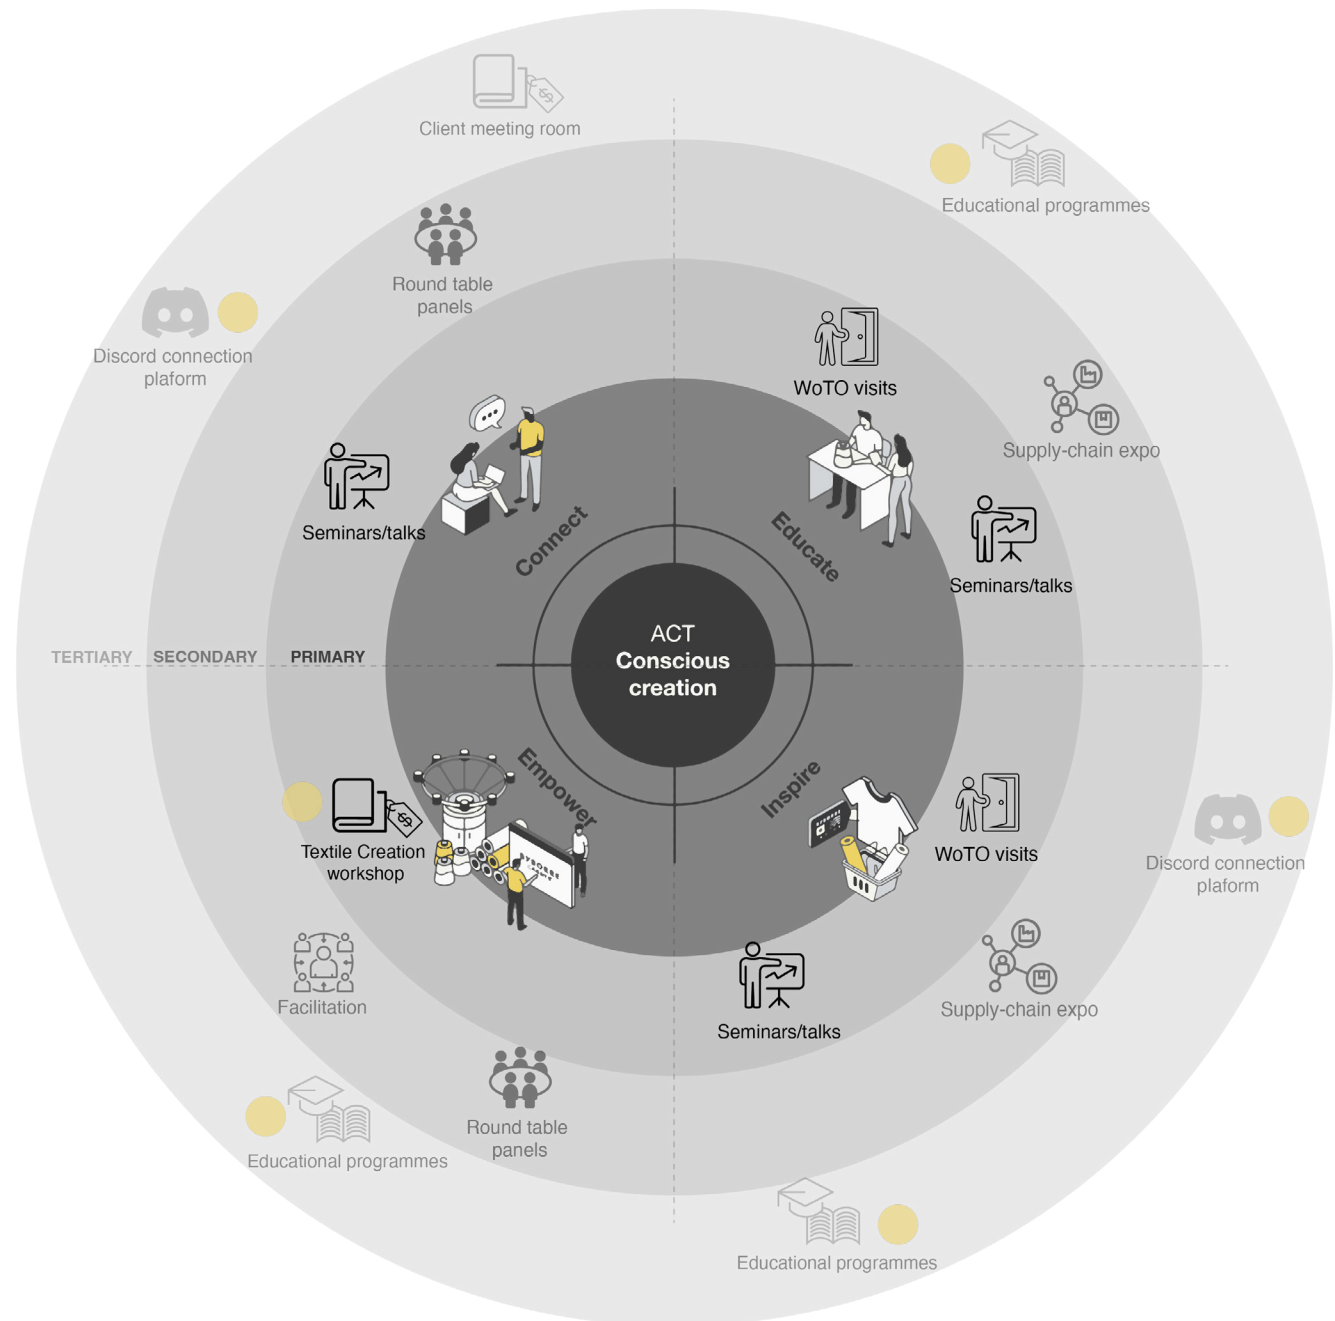 Client meeting room
Educational programmes
Round table
panels
Discord connection
plaform
WoTO visits
Supply-chain expo
Seminars/talks
Connect
Educate
Seminars/talks
ACT
Conscious
creation
TERTIARY
SECONDARY
PRIMARY
Empower
Inspire
Textile Creation
workshop
WoTO visits
Discord connection
plaform
Facilitation
Seminars/talks
Supply-chain expo
Round table
panels
Educational programmes
Educational programmes